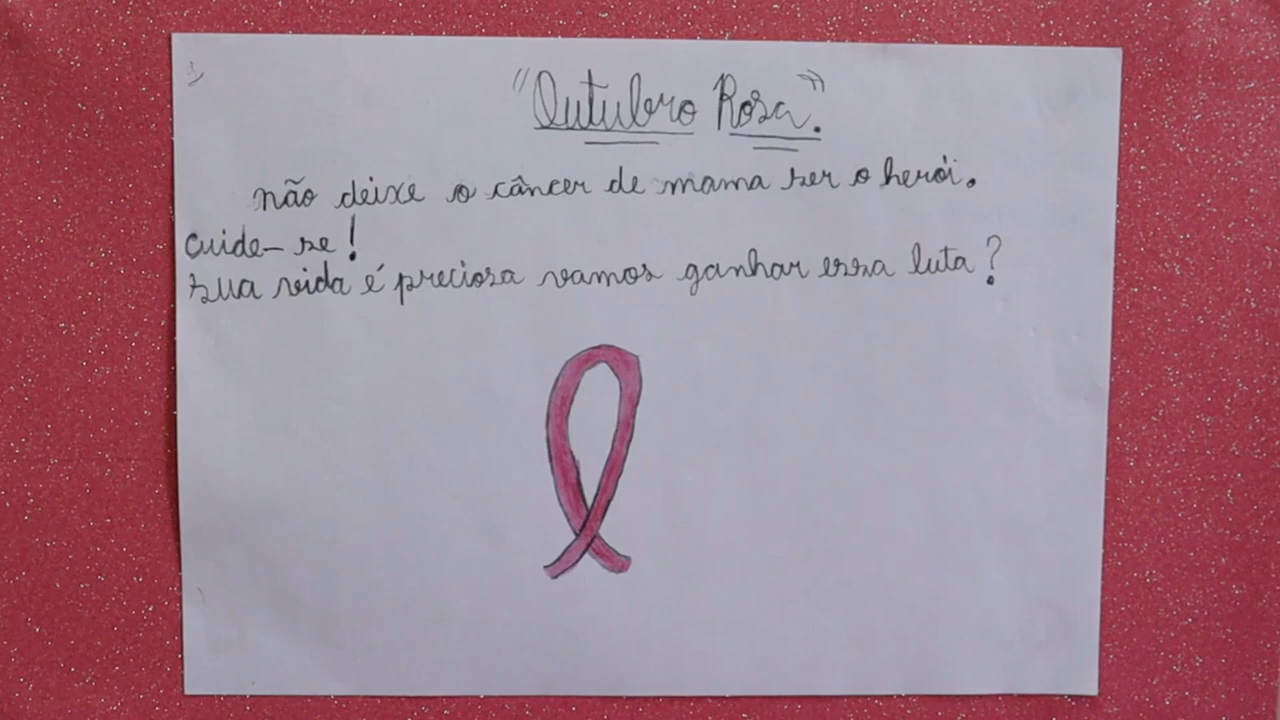 "Outubro Rosa".
não deixe o câncer de mama ser o herói.
cuide-se!
sua vida é preciosa vamos ganhar essa luta?